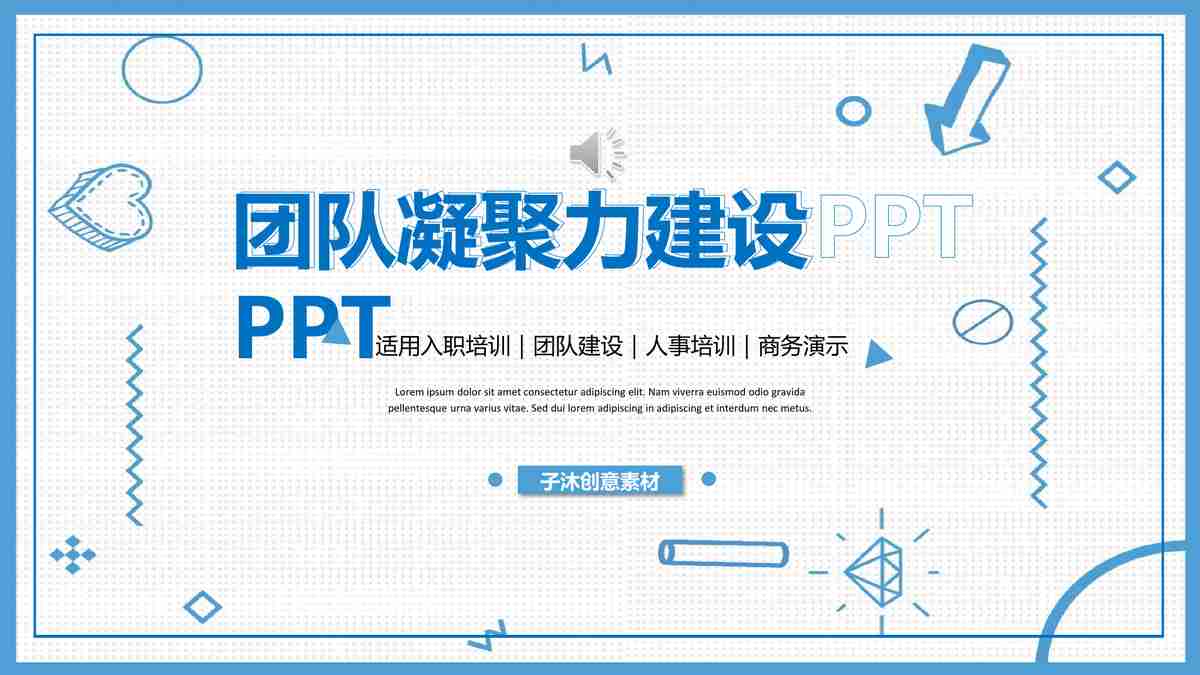 团队凝聚力建设PPT
PPT
适用入职培训｜团队建设｜人事培训｜商务演示
Lorem ipsum dolor sit amet consectetur adipiscing elit. Nam viverra euismod odio gravida
pellentesque urna varius vitae. Sed dui lorem adipiscing in adipiscing et interdum nec metus.
子沐创意素材